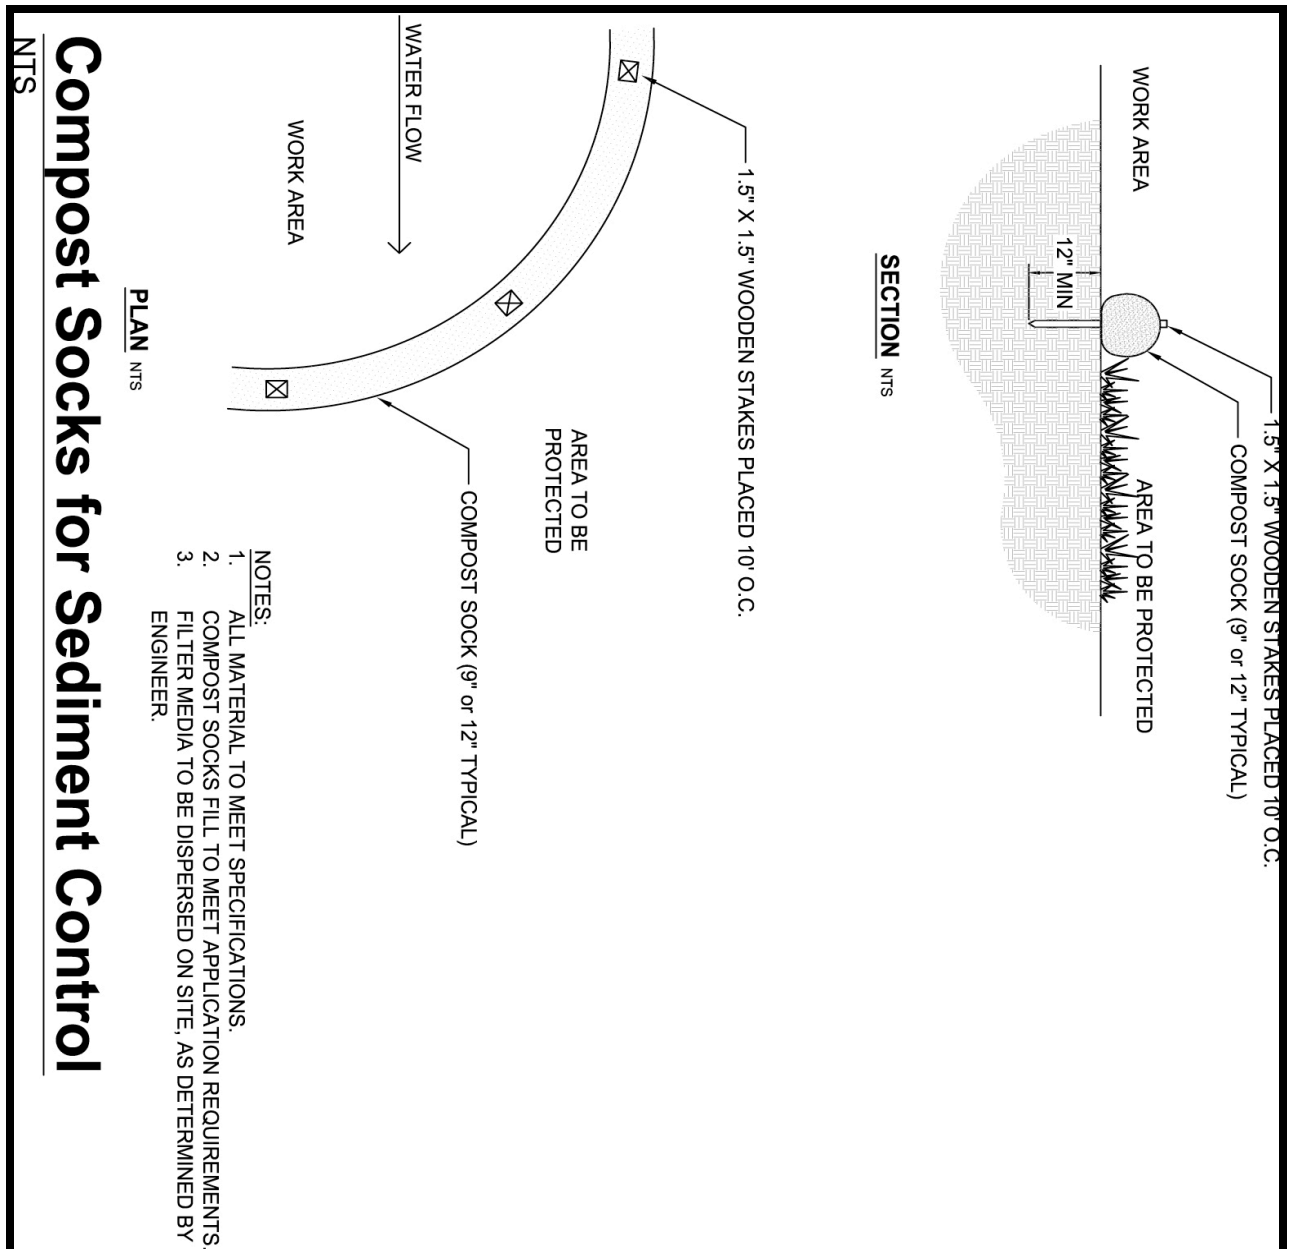 1.5" X 1.5" WOODEN STAKES PLACED 10' O.C.
COMPOST SOCK (9" or 12" TYPICAL)
WORK AREA
AREA TO BE PROTECTED
12" MIN
SECTION NTS
1.5" X 1.5" WOODEN STAKES PLACED 10' O.C.
AREA TO BE
PROTECTED
COMPOST SOCK (9" or 12" TYPICAL)
WATER FLOW
WORK AREA
PLAN NTS
NOTES:
1. ALL MATERIAL TO MEET SPECIFICATIONS.
2. COMPOST SOCKS FILL TO MEET APPLICATION REQUIREMENTS.
3. FILTER MEDIA TO BE DISPERSED ON SITE, AS DETERMINED BY
ENGINEER.
Compost Socks for Sediment Control
NTS